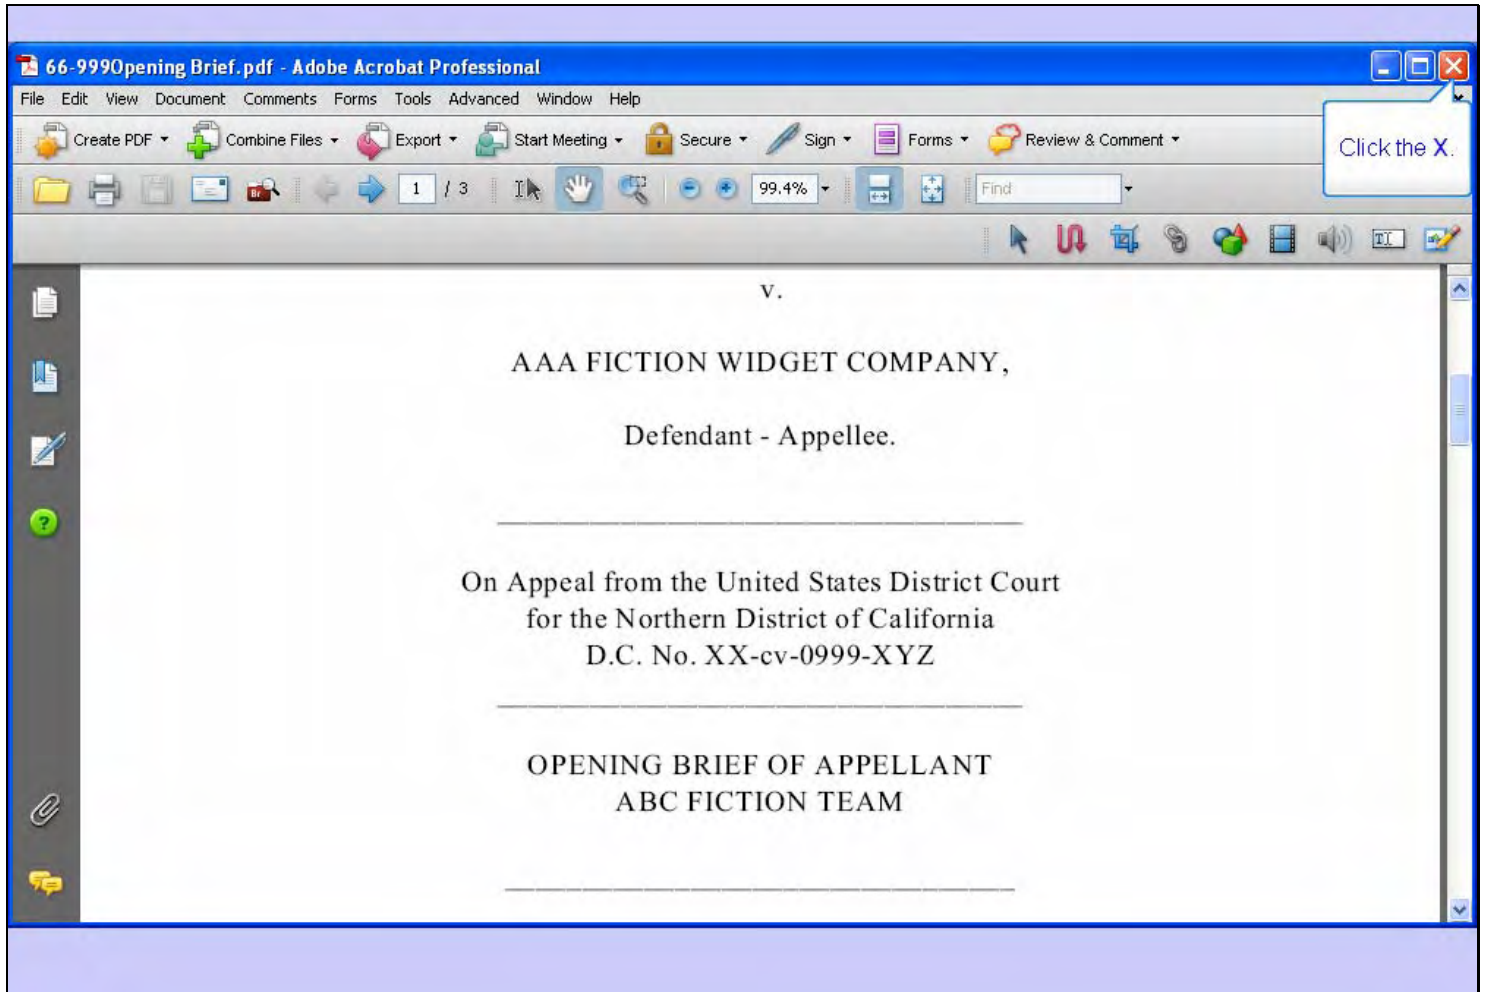 66-999Opening Brief.pdf - Adobe Acrobat Professional
File Edit View Document Comments Forms Tools Advanced Window Help
Create PDF Combine Files Export Start Meeting Secure Sign Forms Review & Comment
Click the X.
1 / 3 99.4% Find
v.
AAA FICTION WIDGET COMPANY,
Defendant - Appellee.
On Appeal from the United States District Court
for the Northern District of California
D.C. No. XX-cv-0999-XYZ
OPENING BRIEF OF APPELLANT
ABC FICTION TEAM